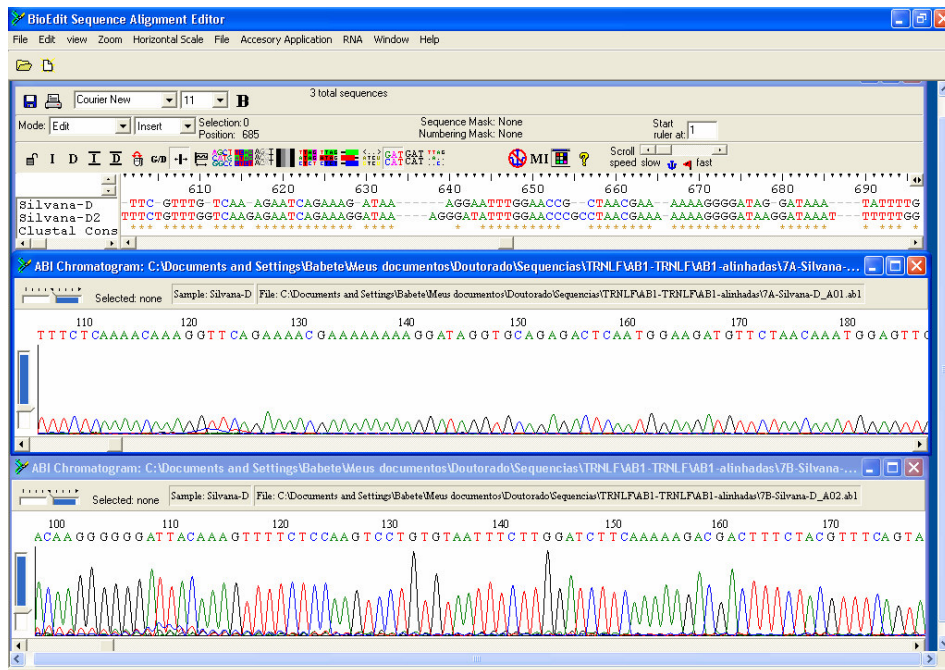 BioEdit Sequence Alignment Editor
File Edit view Zoom Horizontal Scale File Accesory Application RNA Window Help
Courier New 11 B 3 total sequences
Mode: Edit Insert Selection: 0 Sequence Mask: None Start
Position: 685 Numbering Mask: None ruler at: 1
I D I D G/D MI ? Scroll
speed slow fast
610 620 630 640 650 660 670 680 690
Silvana-D -TTC-GTTTG-TCAA-AGAATCAGAAAG-ATAA-----AGGAATTTGGAACCG-CTAACGAA-AAAAGGGGATAG-GATAAA---TATTTTG
Silvana-D2 TTTCTGTTTGGTCAAGAGAATCAGAAAGGATAA-----AGGGATATTTGGAACCCGCCTAACGAAA-AAAAGGGGATAAGGATAAAT---TTTTTGG
Clustal Cons
ABI Chromatogram: C:\Documents and Settings\Babete\Meus documentos\Doutorado\Sequencias\TRNLF\AB1-TRNLF\AB1-alinhadas\7A-Silvana-...
Selected: none Sample: Silvana-D File: C:\Documents and Settings\Babete\Meus documentos\Doutorado\Sequencias\TRNLF\AB1-TRNLF\AB1-alinhadas\7A-Silvana-D_A01.ab1
110 120 130 140 150 160 170 180
TTTCTCAAAACAAAGGTTCAGAAAACGAAAAAAAAGGATAGGTGCAGAGACTCAATGGAAGATGTTCTAACAAATGGAGTTC
ABI Chromatogram: C:\Documents and Settings\Babete\Meus documentos\Doutorado\Sequencias\TRNLF\AB1-TRNLF\AB1-alinhadas\7B-Silvana-...
Selected: none Sample: Silvana-D File: C:\Documents and Settings\Babete\Meus documentos\Doutorado\Sequencias\TRNLF\AB1-TRNLF\AB1-alinhadas\7B-Silvana-D_A02.ab1
100 110 120 130 140 150 160 170
ACAAGGGGGGATTACAAAGTTTTCTCCAAGTCCTGTGTAATTTCTTGGATCTTCAAAAAGACGACTTTCTACGTTTCAGTA